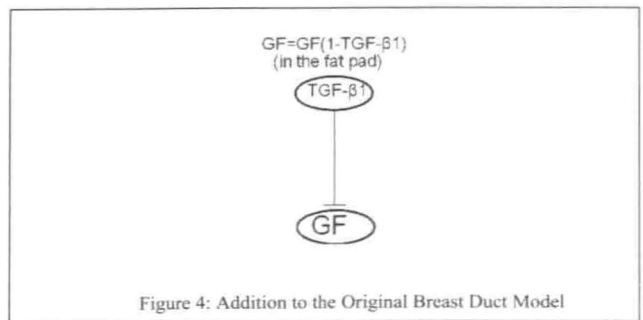 GF=GF(1-TGF-β1)
(in the fat pad)
TGF-β1
GF
Figure 4: Addition to the Original Breast Duct Model